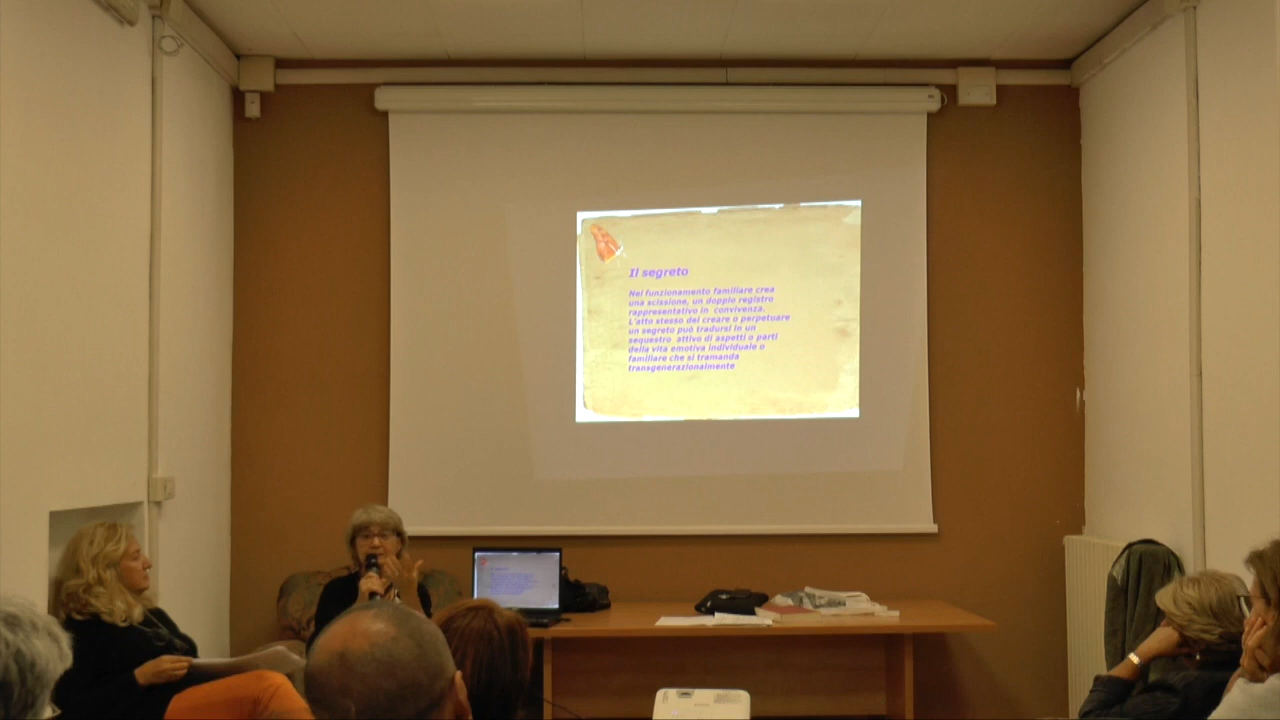 Il segreto
Nel funzionamento familiare crea
una scissione, un doppio registro
rappresentativo in convivenza.
L'atto stesso del creare o perpetuare
un segreto può tradursi in un
sequestro attivo di aspetti o parti
della vita emotiva individuale o
familiare che si tramanda
transgenerazionalmente